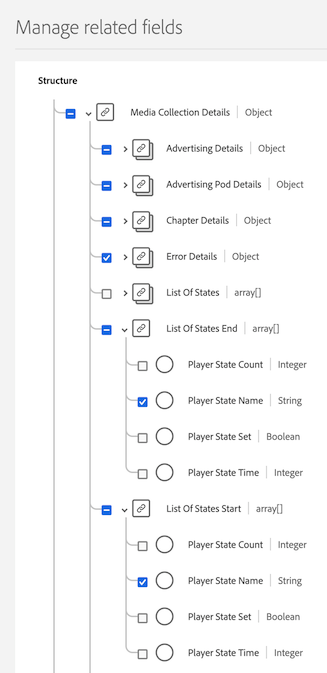 Manage related fields
Structure
Media Collection Details Object
Advertising Details Object
Advertising Pod Details Object
Chapter Details Object
Error Details Object
List Of States array[]
List Of States End array[]
Player State Count Integer
Player State Name String
Player State Set Boolean
Player State Time Integer
List Of States Start array[]
Player State Count Integer
Player State Name String
Player State Set Boolean
Player State Time Integer